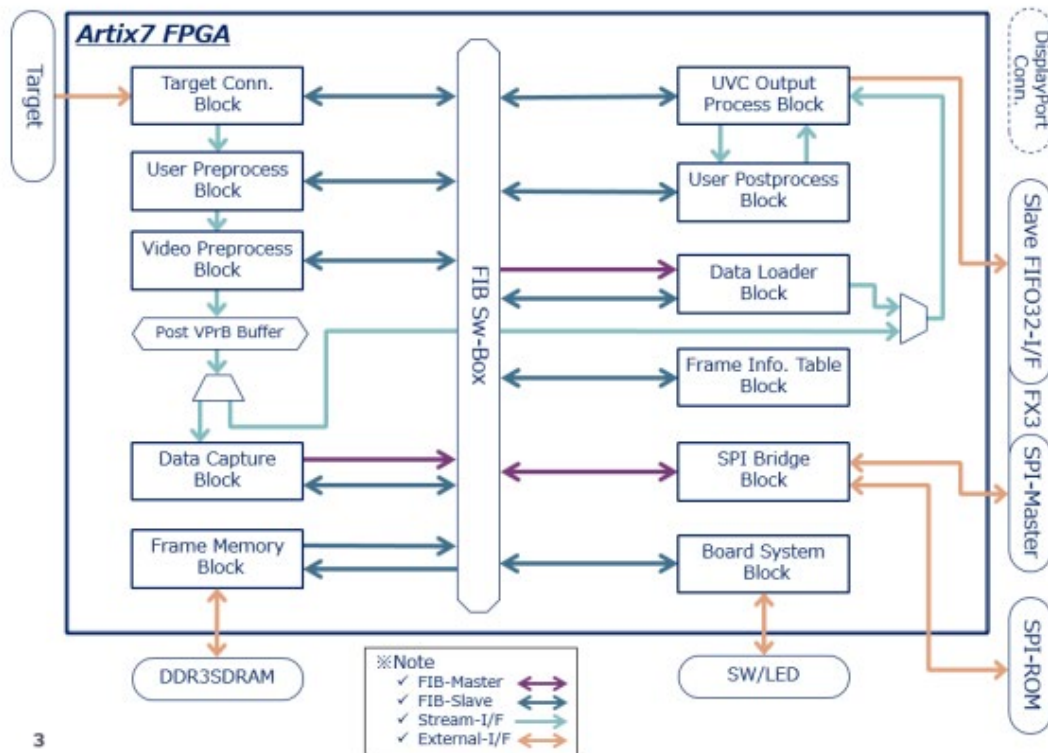 Artix7 FPGA
Target
Target Conn.
Block
User Preprocess
Block
Video Preprocess
Block
Post VPrB Buffer
Data Capture
Block
Frame Memory
Block
DDR3SDRAM
FIB Sw-Box
UVC Output
Process Block
User Postprocess
Block
Data Loader
Block
Frame Info. Table
Block
SPI Bridge
Block
Board System
Block
SW/LED
DisplayPort
Conn.
Slave FIFO32-I/F
FX3
SPI-Master
SPI-ROM
※Note
✓ FIB-Master
✓ FIB-Slave
✓ Stream-I/F
✓ External-I/F
3